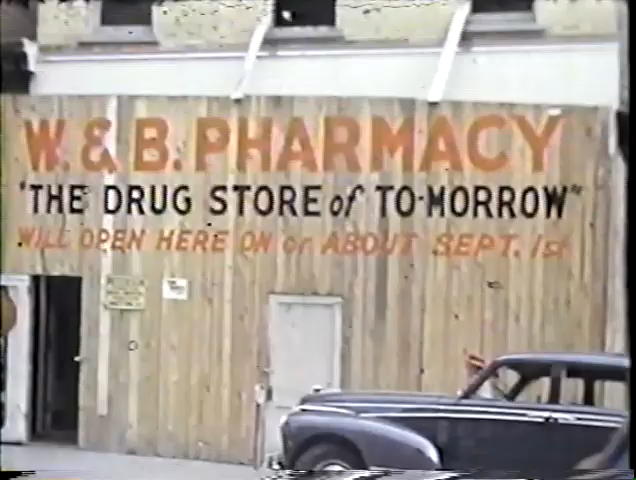 W. & B. PHARMACY
"THE DRUG STORE of TO-MORROW"
WILL OPEN HERE ON or ABOUT SEPT. 1st